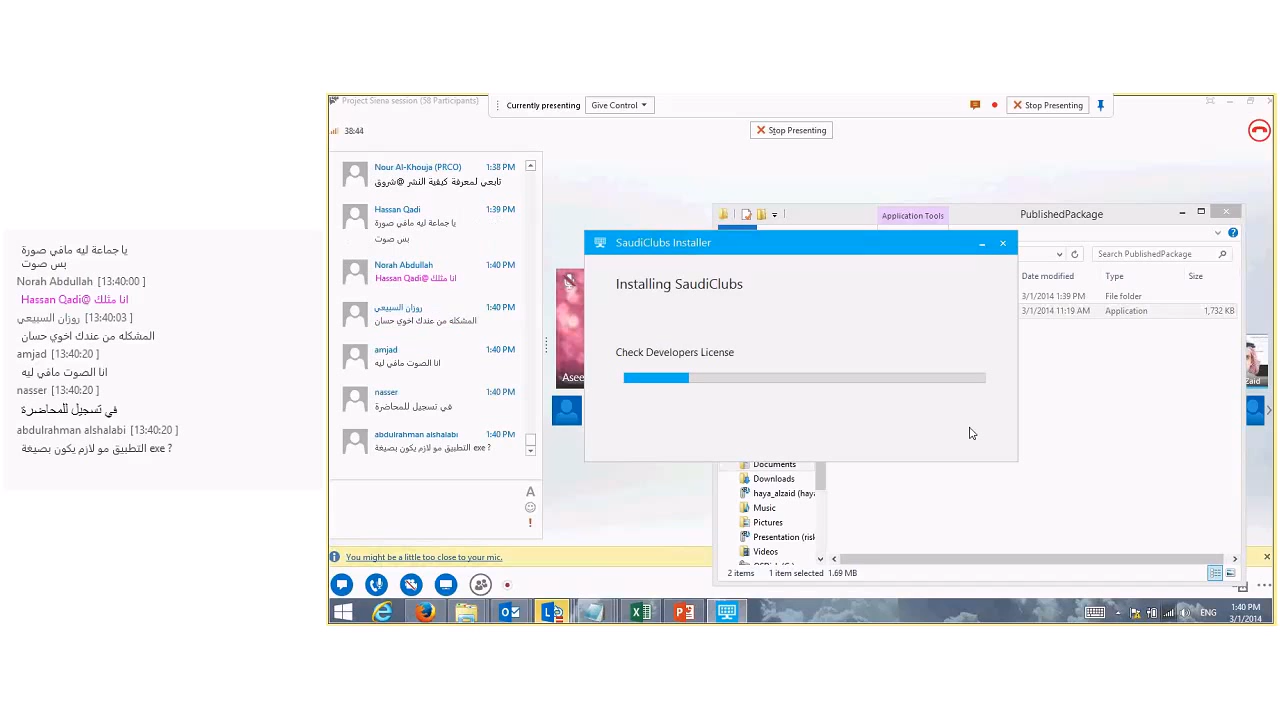 يا جماعة ليه مافي صورة
بس صوت
Norah Abdullah [13:40:00 ]
انا مثلك @Hassan Qadi
روزان السبيعي [13:40:03 ]
المشكله من عندك اخوي حسان
amjad [13:40:20 ]
انا الصوت مافي ليه
nasser [13:40:20 ]
في تسجيل للمحاضرة
abdulrahman alshalabi [13:40:20 ]
التطبيق مو لازم يكون بصيغة exe ?
Project Siena session (58 Participants)
Currently presenting
Give Control
Stop Presenting
38:44
Stop Presenting
Nour Al-Khouja (PRCO) 1:38 PM
تابعي لمعرفة كيفية النشر @شروق
Hassan Qadi 1:39 PM
يا جماعة ليه مافي صورة
بس صوت
Norah Abdullah 1:40 PM
انا مثلك @Hassan Qadi
روزان السبيعي 1:40 PM
المشكله من عندك اخوي حسان
amjad 1:40 PM
انا الصوت مافي ليه
nasser 1:40 PM
في تسجيل للمحاضرة
abdulrahman alshalabi 1:40 PM
التطبيق مو لازم يكون بصيغة exe ?
A
You might be a little too close to your mic.
Asee
Zaid
Application Tools
PublishedPackage
Search PublishedPackage
Date modified Type Size
3/1/2014 1:39 PM File folder
3/1/2014 11:19 AM Application 1,732 KB
SaudiClubs Installer
Installing SaudiClubs
Check Developers License
Documents
Downloads
haya_alzaid (hay
Music
Pictures
Presentation (risk
Videos
2 items 1 item selected 1.69 MB
ENG
1:40 PM
3/1/2014